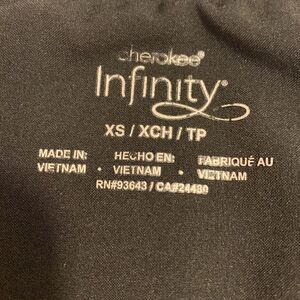 cherokee®
Infinity®
XS / XCH / TP
MADE IN: HECHO EN: FABRIQUÉ AU
VIETNAM • VIETNAM • VIETNAM
RN#93643 / CA#24480